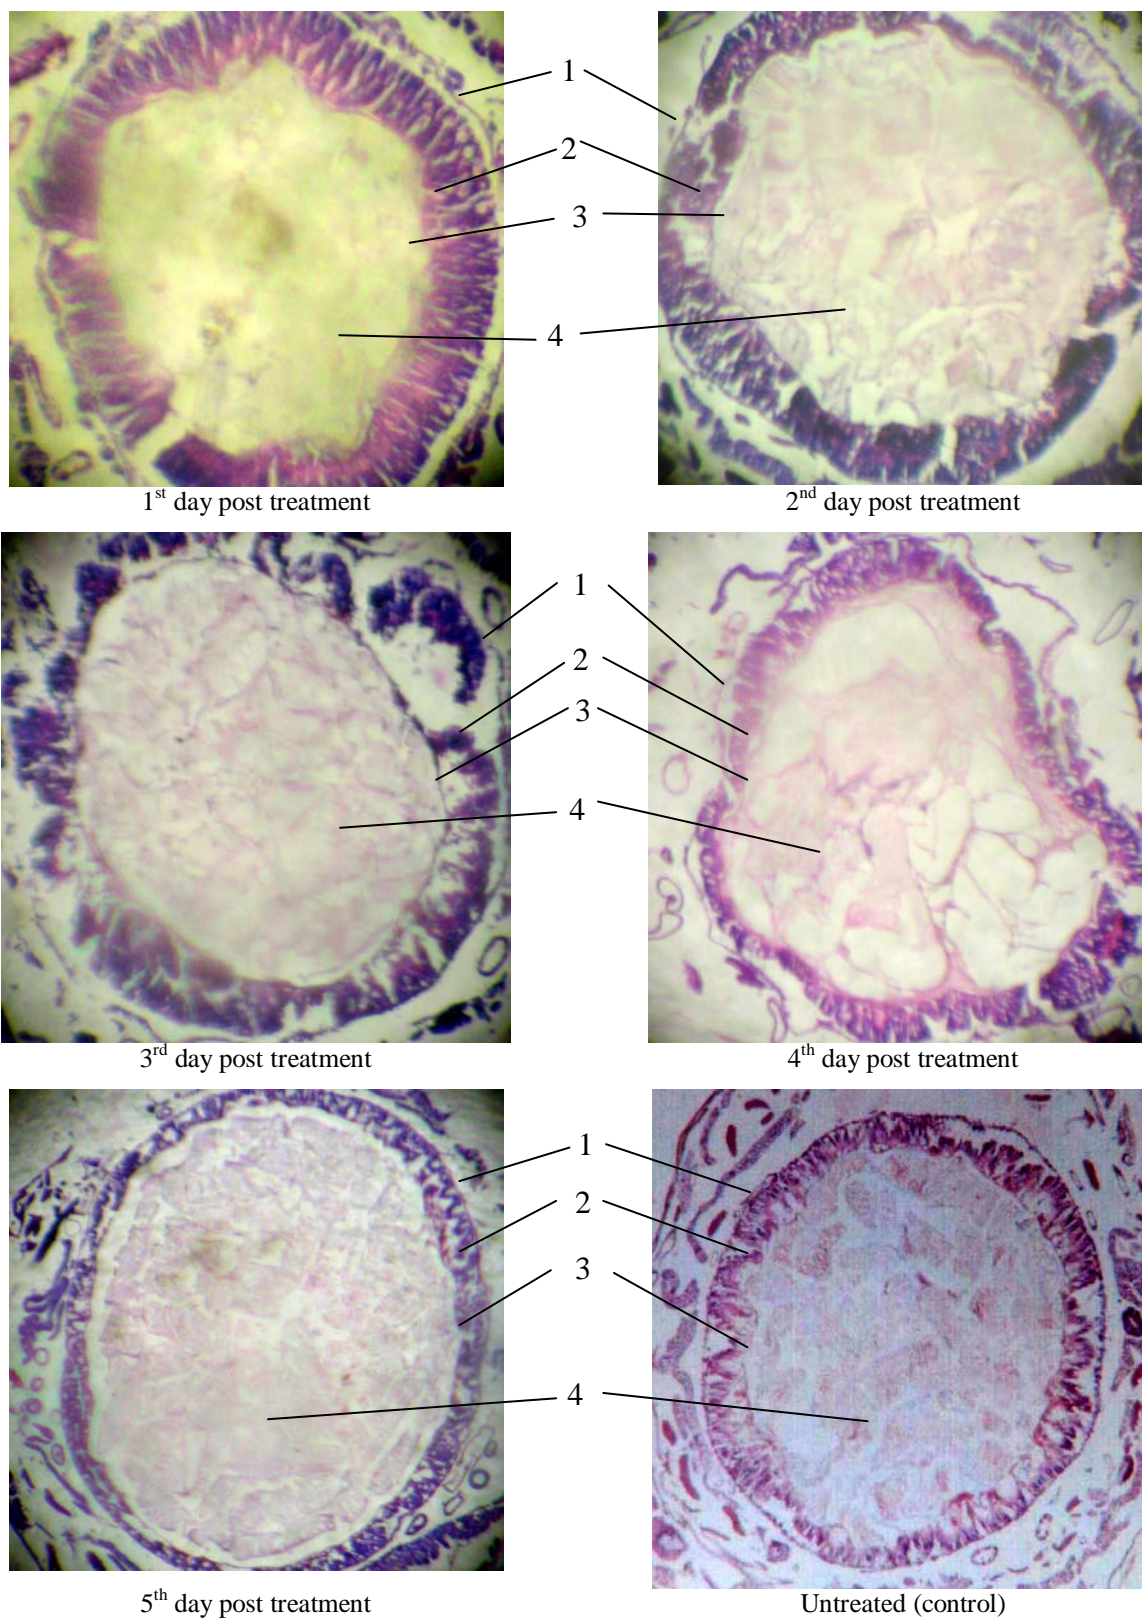 1
2
3
4
1st day post treatment
2nd day post treatment
1
2
3
4
3rd day post treatment
4th day post treatment
1
2
3
4
5th day post treatment
Untreated (control)